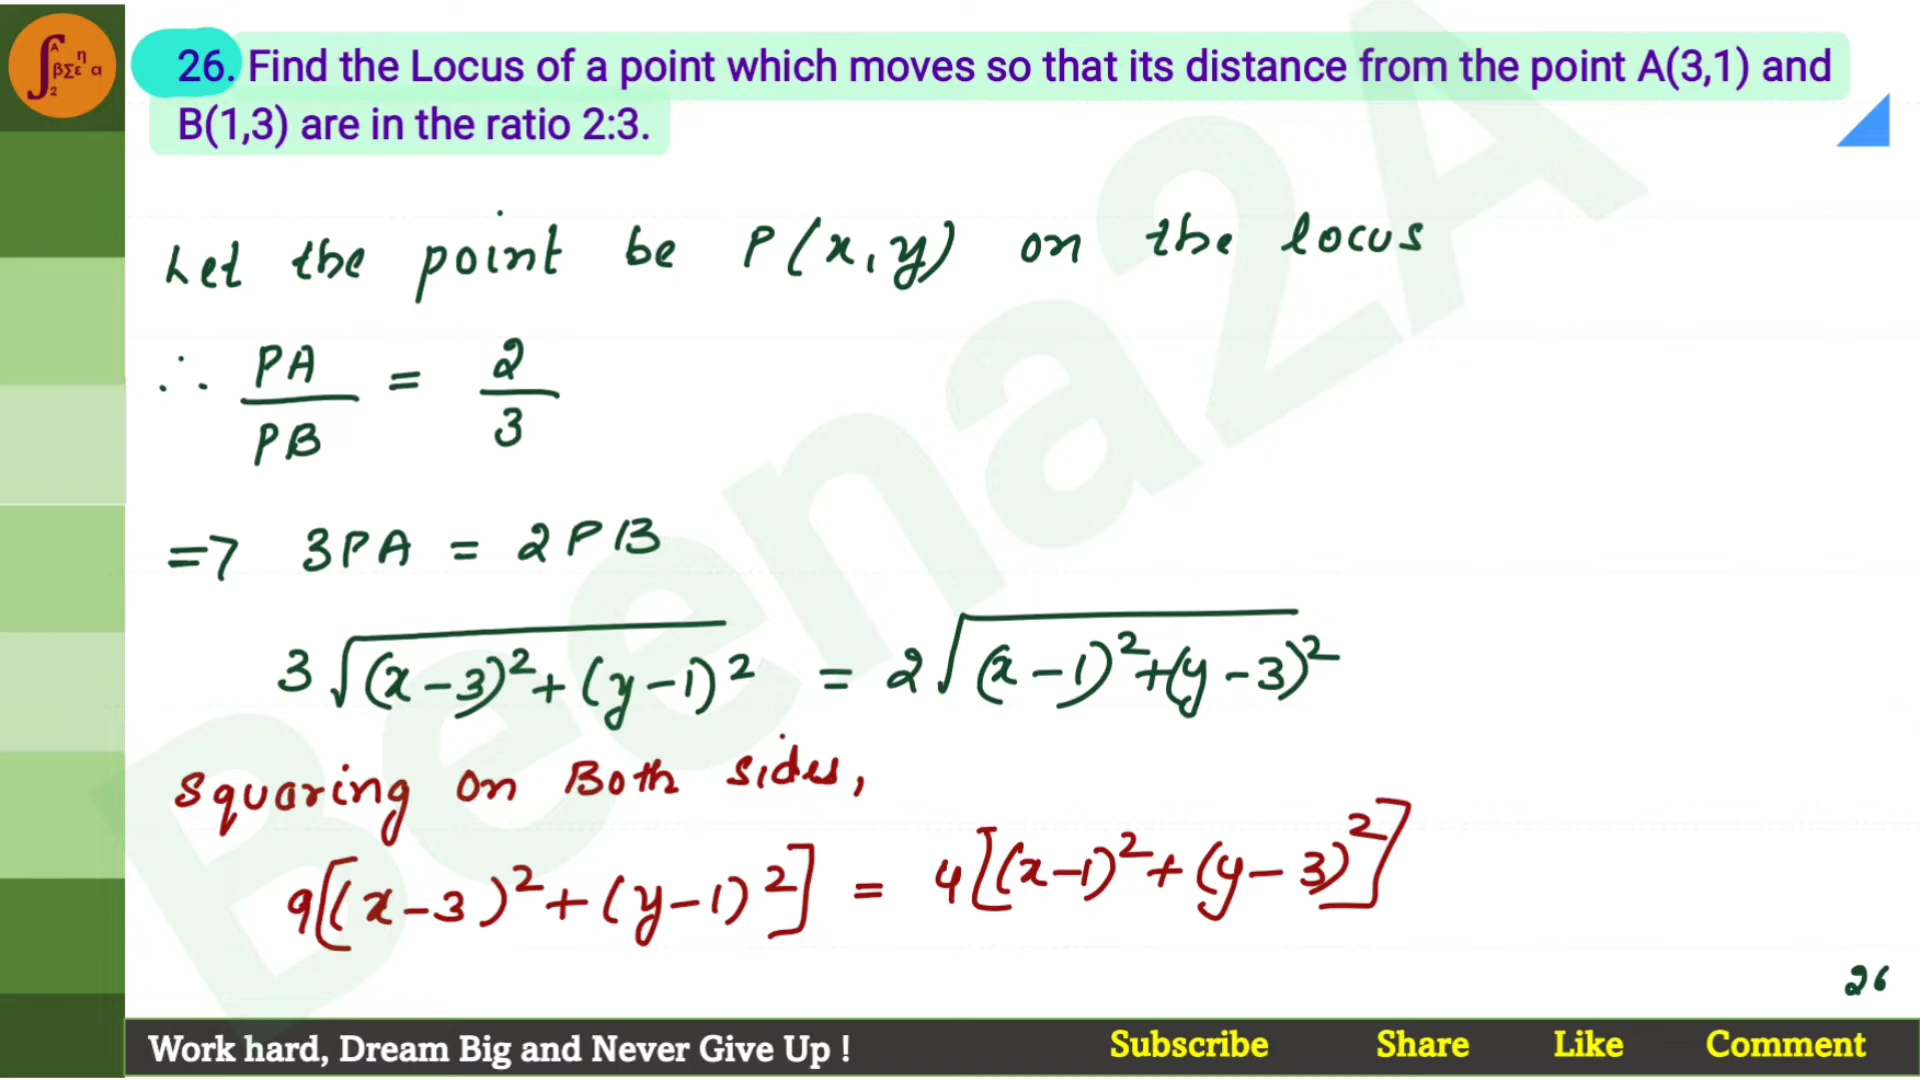 26. Find the Locus of a point which moves so that its distance from the point A(3,1) and
B(1,3) are in the ratio 2:3.
Let the point be P(x,y) on the locus
∴ PA/PB = 2/3
=> 3PA = 2PB
3√((x-3)²+(y-1)²) = 2√((x-1)²+(y-3)²)
Squaring on Both sides,
9[(x-3)²+(y-1)²] = 4[(x-1)²+(y-3)²]
26
Work hard, Dream Big and Never Give Up !
Subscribe Share Like Comment
Beena2A